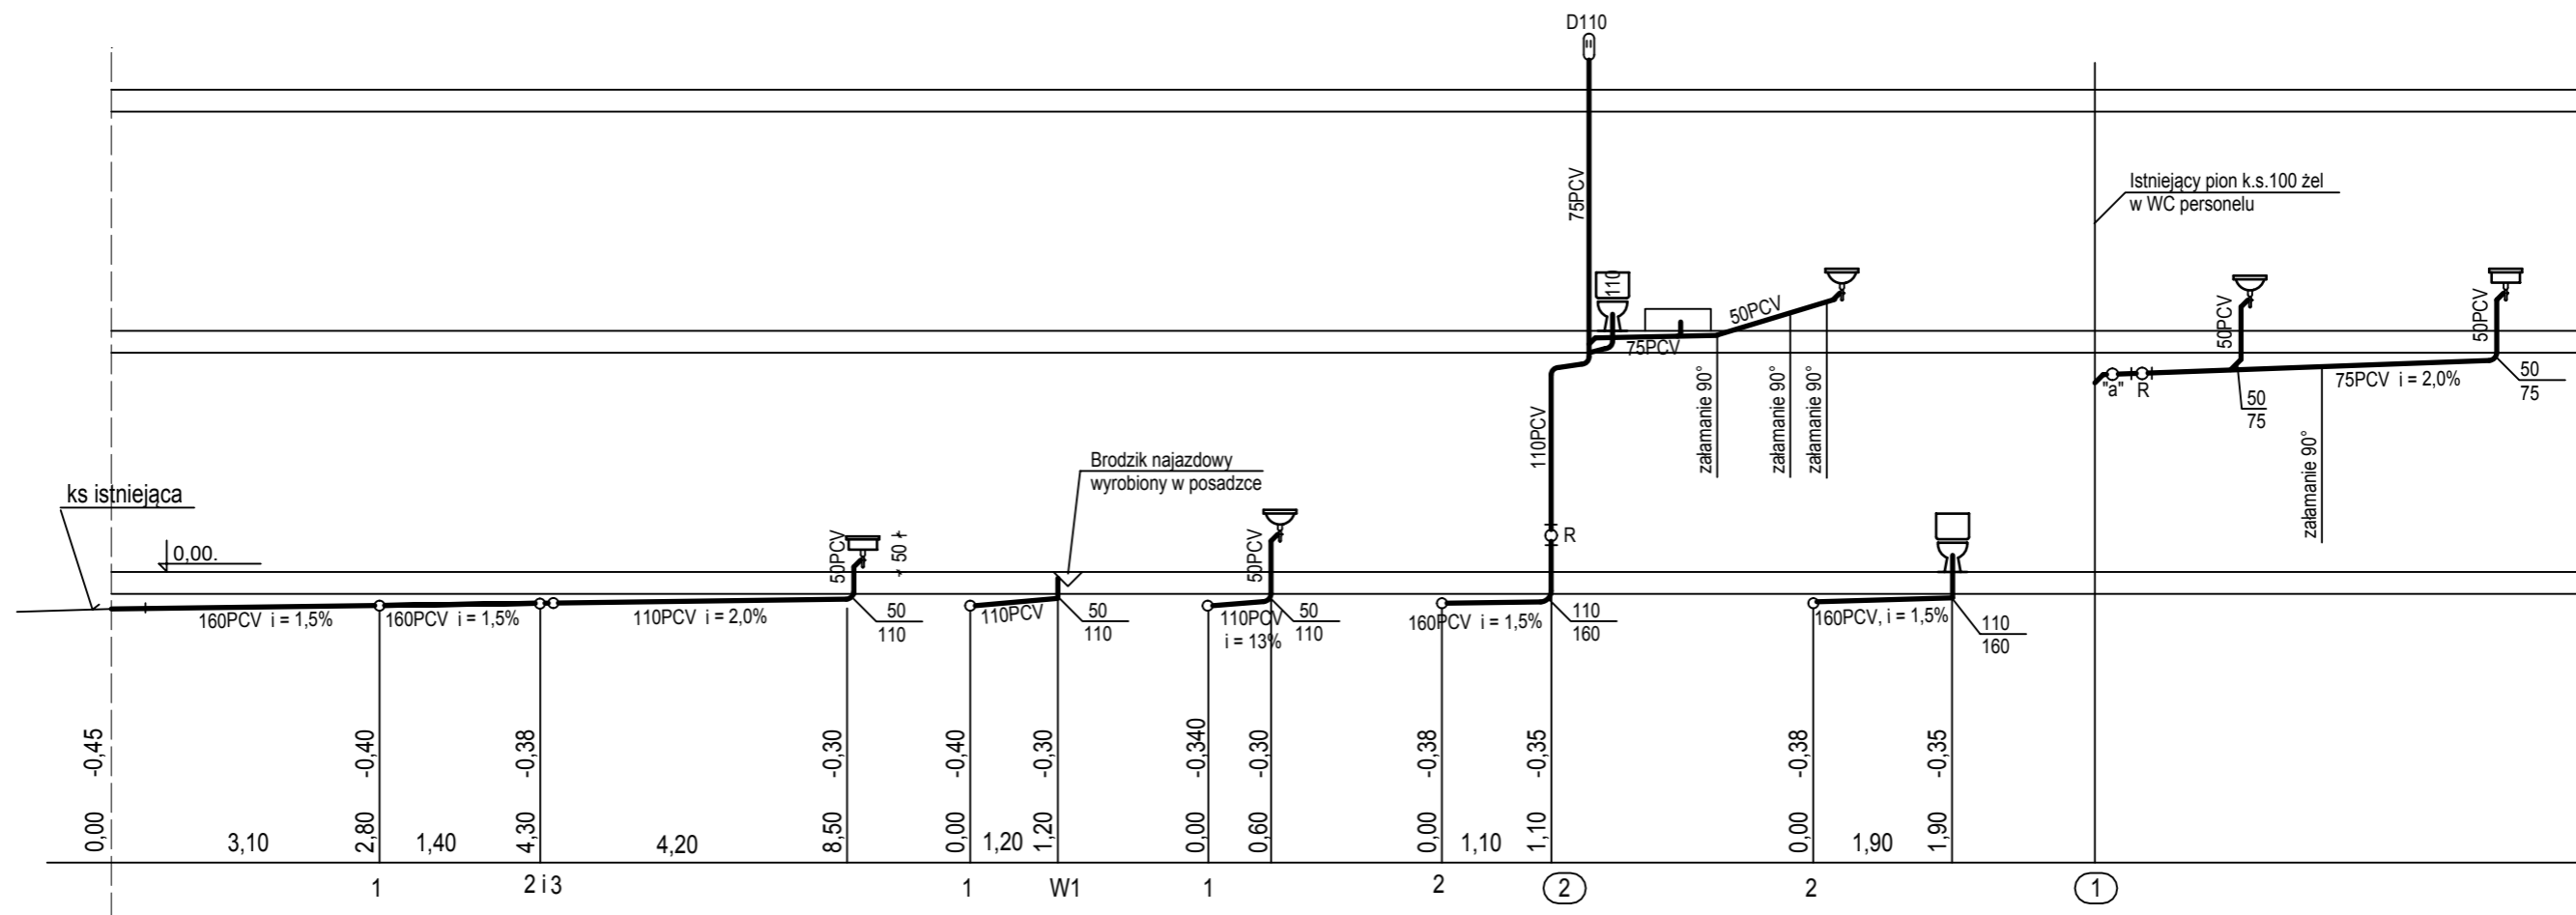 D110
75PCV
Istniejący pion k.s.100 żel
w WC personelu
110
50PCV
75PCV
załamanie 90°
załamanie 90°
załamanie 90°
50PCV
50PCV
"a"
R
75PCV i = 2,0%
50
75
50
75
załamanie 90°
110PCV
R
Brodzik najazdowy
wyrobiony w posadzce
ks istniejąca
0,00.
50PCV
50
50PCV
160PCV i = 1,5%
160PCV i = 1,5%
110PCV i = 2,0%
50
110
110PCV
50
110
110PCV
i = 13%
50
110
160PCV i = 1,5%
110
160
160PCV, i = 1,5%
110
160
-0,45
-0,40
-0,38
-0,30
-0,40
-0,30
-0,340
-0,30
-0,38
-0,35
-0,38
-0,35
0,00
3,10
2,80
1,40
4,30
4,20
8,50
0,00
1,20
1,20
0,00
0,60
0,00
1,10
1,10
0,00
1,90
1,90
1
2 i 3
1
W1
1
2
2
2
1